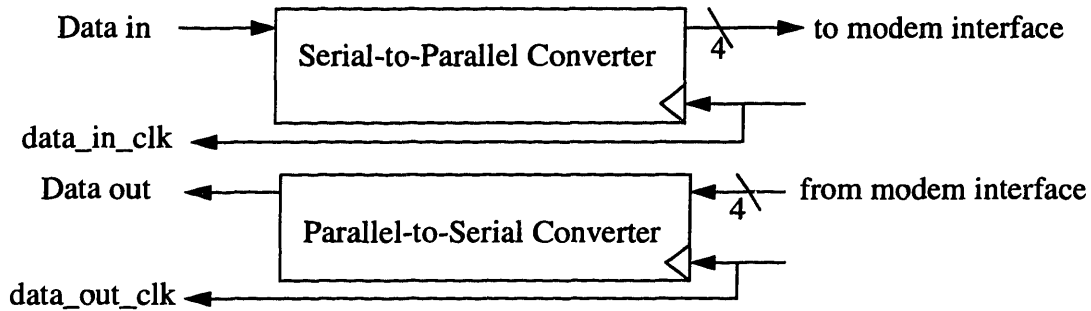 Data in
Serial-to-Parallel Converter
4
to modem interface
data_in_clk
Data out
Parallel-to-Serial Converter
4
from modem interface
data_out_clk